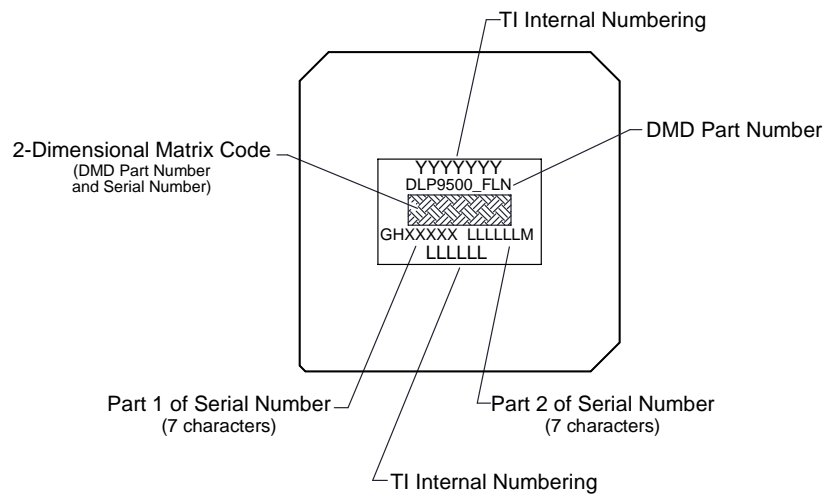 TI Internal Numbering
DMD Part Number
2-Dimensional Matrix Code
(DMD Part Number
and Serial Number)
YYYYYYY
DLP9500_FLN
GHXXXXX LLLLLLM
LLLLLL
Part 1 of Serial Number
(7 characters)
Part 2 of Serial Number
(7 characters)
TI Internal Numbering